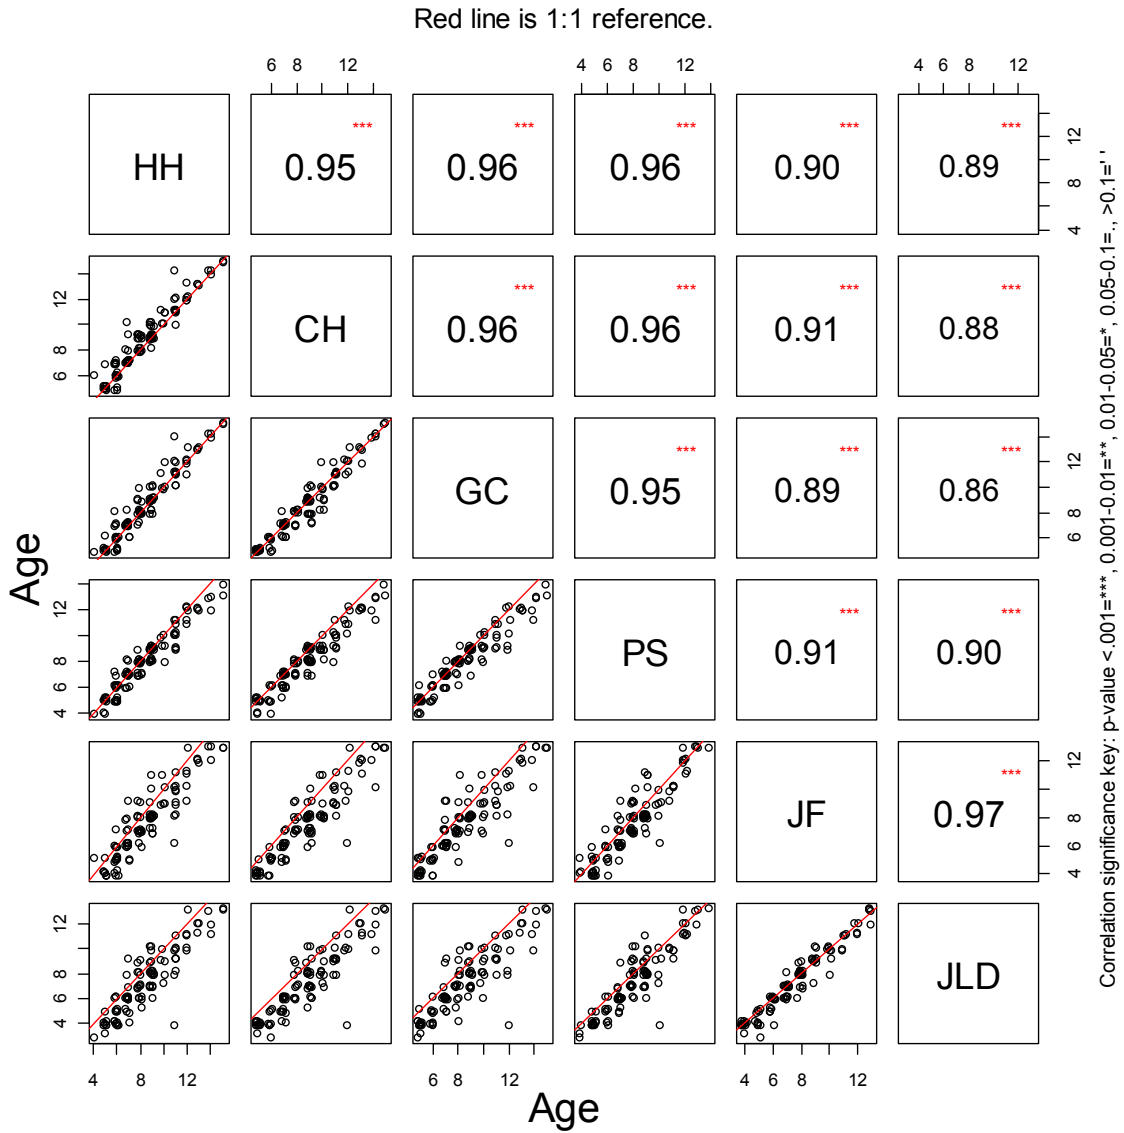 Red line is 1:1 reference.
6 8 12
4 6 8 12
4 6 8 12
HH
***
0.95
***
0.96
***
0.96
***
0.90
***
0.89
4 8 12
6 8 12
CH
***
0.96
***
0.96
***
0.91
***
0.88
GC
***
0.95
***
0.89
***
0.86
6 8 12
4 6 8 12
PS
***
0.91
***
0.90
JF
***
0.97
4 6 8 12
4 6 8 12
JLD
4 8 12
6 8 12
4 6 8 12
Age
Age
Correlation significance key: p-value <.001=***, 0.001-0.01=**, 0.01-0.05=*, 0.05-0.1=., >0.1=' '